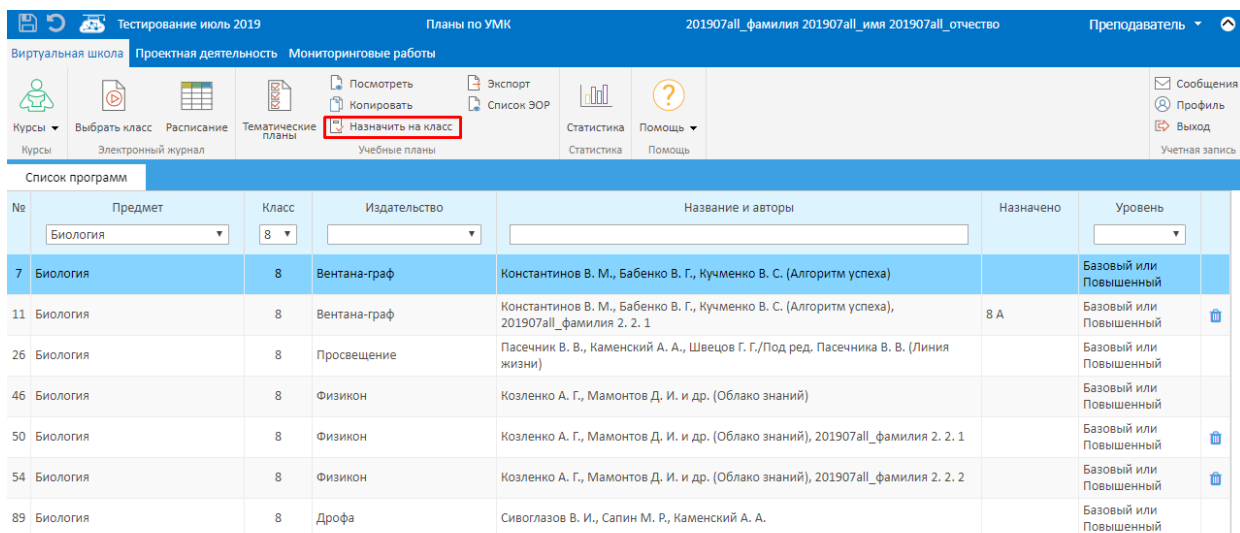 Тестирование июль 2019 Планы по УМК 201907all_фамилия 201907all_имя 201907all_отчество Преподаватель
Виртуальная школа Проектная деятельность Мониторинговые работы
Посмотреть Экспорт Сообщения
Копировать Список ЭОР Профиль
Курсы Выбрать класс Расписание Тематические планы Назначить на класс Статистика Помощь Выход
Курсы Электронный журнал Учебные планы Статистика Помощь Учетная запись
Список программ
№ Предмет Класс Издательство Название и авторы Назначено Уровень
Биология 8
7 Биология 8 Вентана-граф Константинов В. М., Бабенко В. Г., Кучменко В. С. (Алгоритм успеха) Базовый или
Повышенный
11 Биология 8 Вентана-граф Константинов В. М., Бабенко В. Г., Кучменко В. С. (Алгоритм успеха), 8 А Базовый или
201907all_фамилия 2. 2. 1 Повышенный
26 Биология 8 Просвещение Пасечник В. В., Каменский А. А., Швецов Г. Г./Под ред. Пасечника В. В. (Линия Базовый или
жизни) Повышенный
46 Биология 8 Физикон Козленко А. Г., Мамонтов Д. И. и др. (Облако знаний) Базовый или
Повышенный
50 Биология 8 Физикон Козленко А. Г., Мамонтов Д. И. и др. (Облако знаний), 201907all_фамилия 2. 2. 1 Базовый или
Повышенный
54 Биология 8 Физикон Козленко А. Г., Мамонтов Д. И. и др. (Облако знаний), 201907all_фамилия 2. 2. 2 Базовый или
Повышенный
89 Биология 8 Дрофа Сивоглазов В. И., Сапин М. Р., Каменский А. А. Базовый или
Повышенный